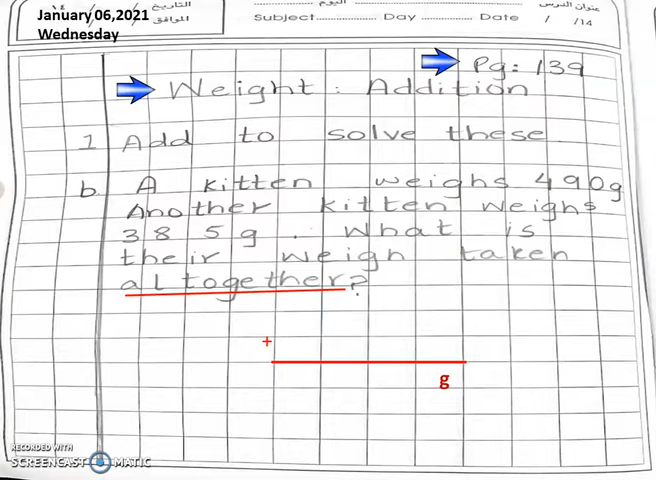 التاريخ
اليوم
عنوان الدرس
January 06,2021
الموافق
Subject Day Date / /14
Wednesday
Pg: 139
Weight : Addition
1 Add to solve these
b A kitten weighs 490g
Another kitten weighs
385g . What is
their weigh taken
altogether?
+
g
RECORDED WITH
SCREENCAST MATIC